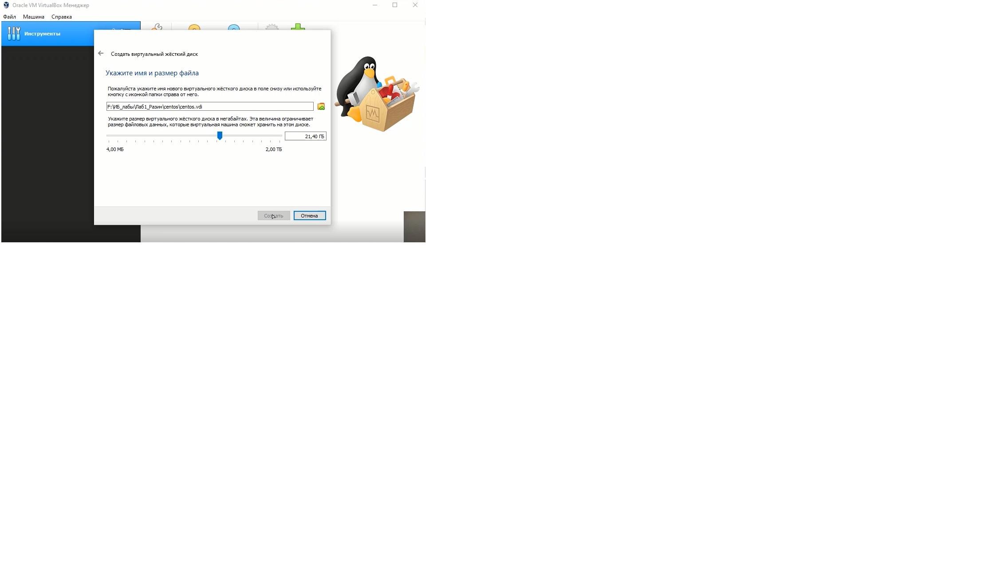 Oracle VM VirtualBox Менеджер
Файл Машина Справка
Инструменты
Создать виртуальный жёсткий диск
Укажите имя и размер файла
Пожалуйста укажите имя нового виртуального жёсткого диска в поле снизу или используйте
кнопку с иконкой папки справа от него.
F:\ИБ_лабы\Лаб1_Разин\centos\centos.vdi
Укажите размер виртуального жёсткого диска в мегабайтах. Эта величина ограничивает
размер файловых данных, которые виртуальная машина сможет хранить на этом диске.
21,40 ГБ
4,00 МБ 2,00 ТБ
Создать Отмена